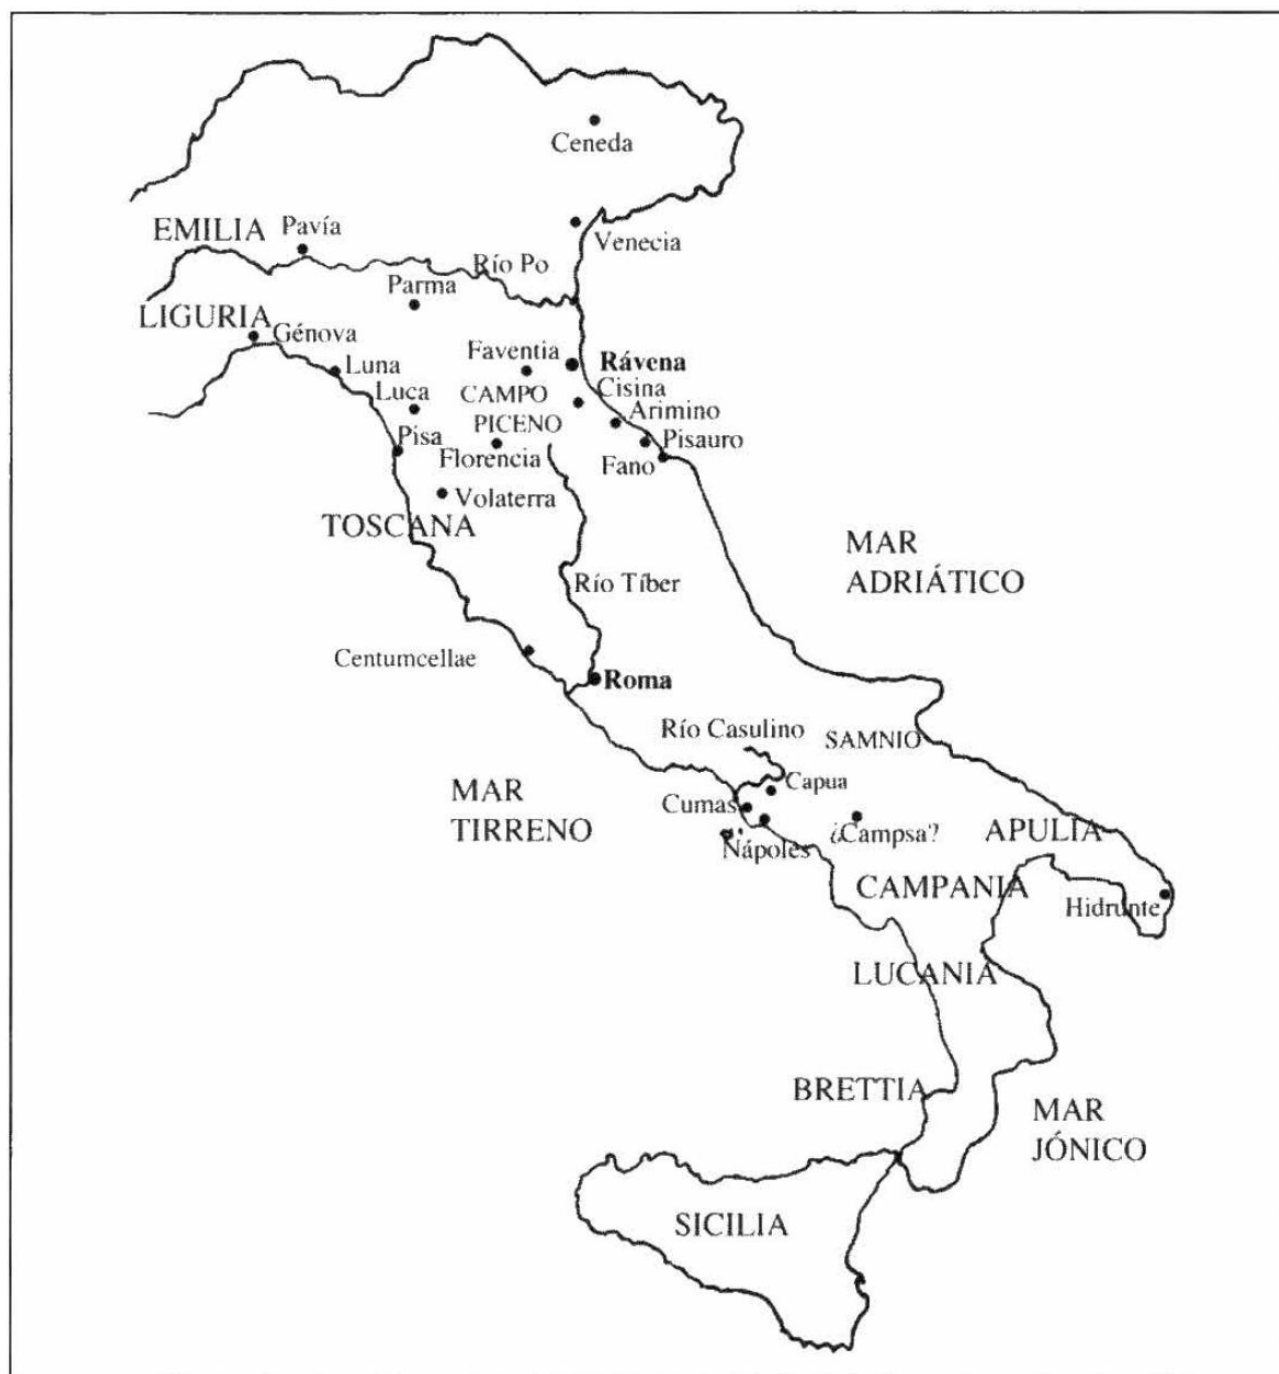 Ceneda
EMILIA
Pavía
Venecia
Río Po
Parma
LIGURIA
Génova
Faventia
Rávena
Luna
Luca
CAMPO
PICENO
Cisina
Arimino
Pisa
Pisauro
Florencia
Fano
Volaterra
TOSCANA
MAR
ADRIÁTICO
Río Tíber
Centumcellae
Roma
Río Casulino
SAMNIO
MAR
TIRRENO
Capua
Cumas
Nápoles
¿Campsa?
APULIA
CAMPANIA
Hidrunte
LUCANIA
BRETTIA
MAR
JÓNICO
SICILIA